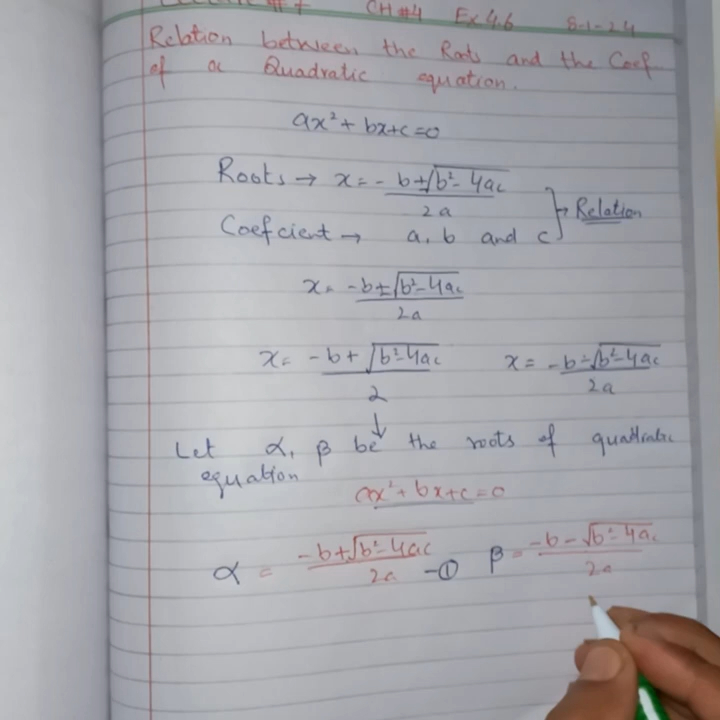 CH #4 Ex 4.6 8-1-24
Relation between the Roots and the Coef
of a Quadratic equation.
ax² + bx+c=0
Roots → x = - b±√b²-4ac / 2a
Coefcient → a, b and c } → Relation
x = -b±√b²-4ac / 2a
x = -b + √b²-4ac / 2 x = -b-√b²-4ac / 2a
↓
Let α, β be the roots of quadratic
equation
ax² + bx+c=0
α = -b+√b²-4ac / 2a -① β = -b-√b²-4ac / 2a